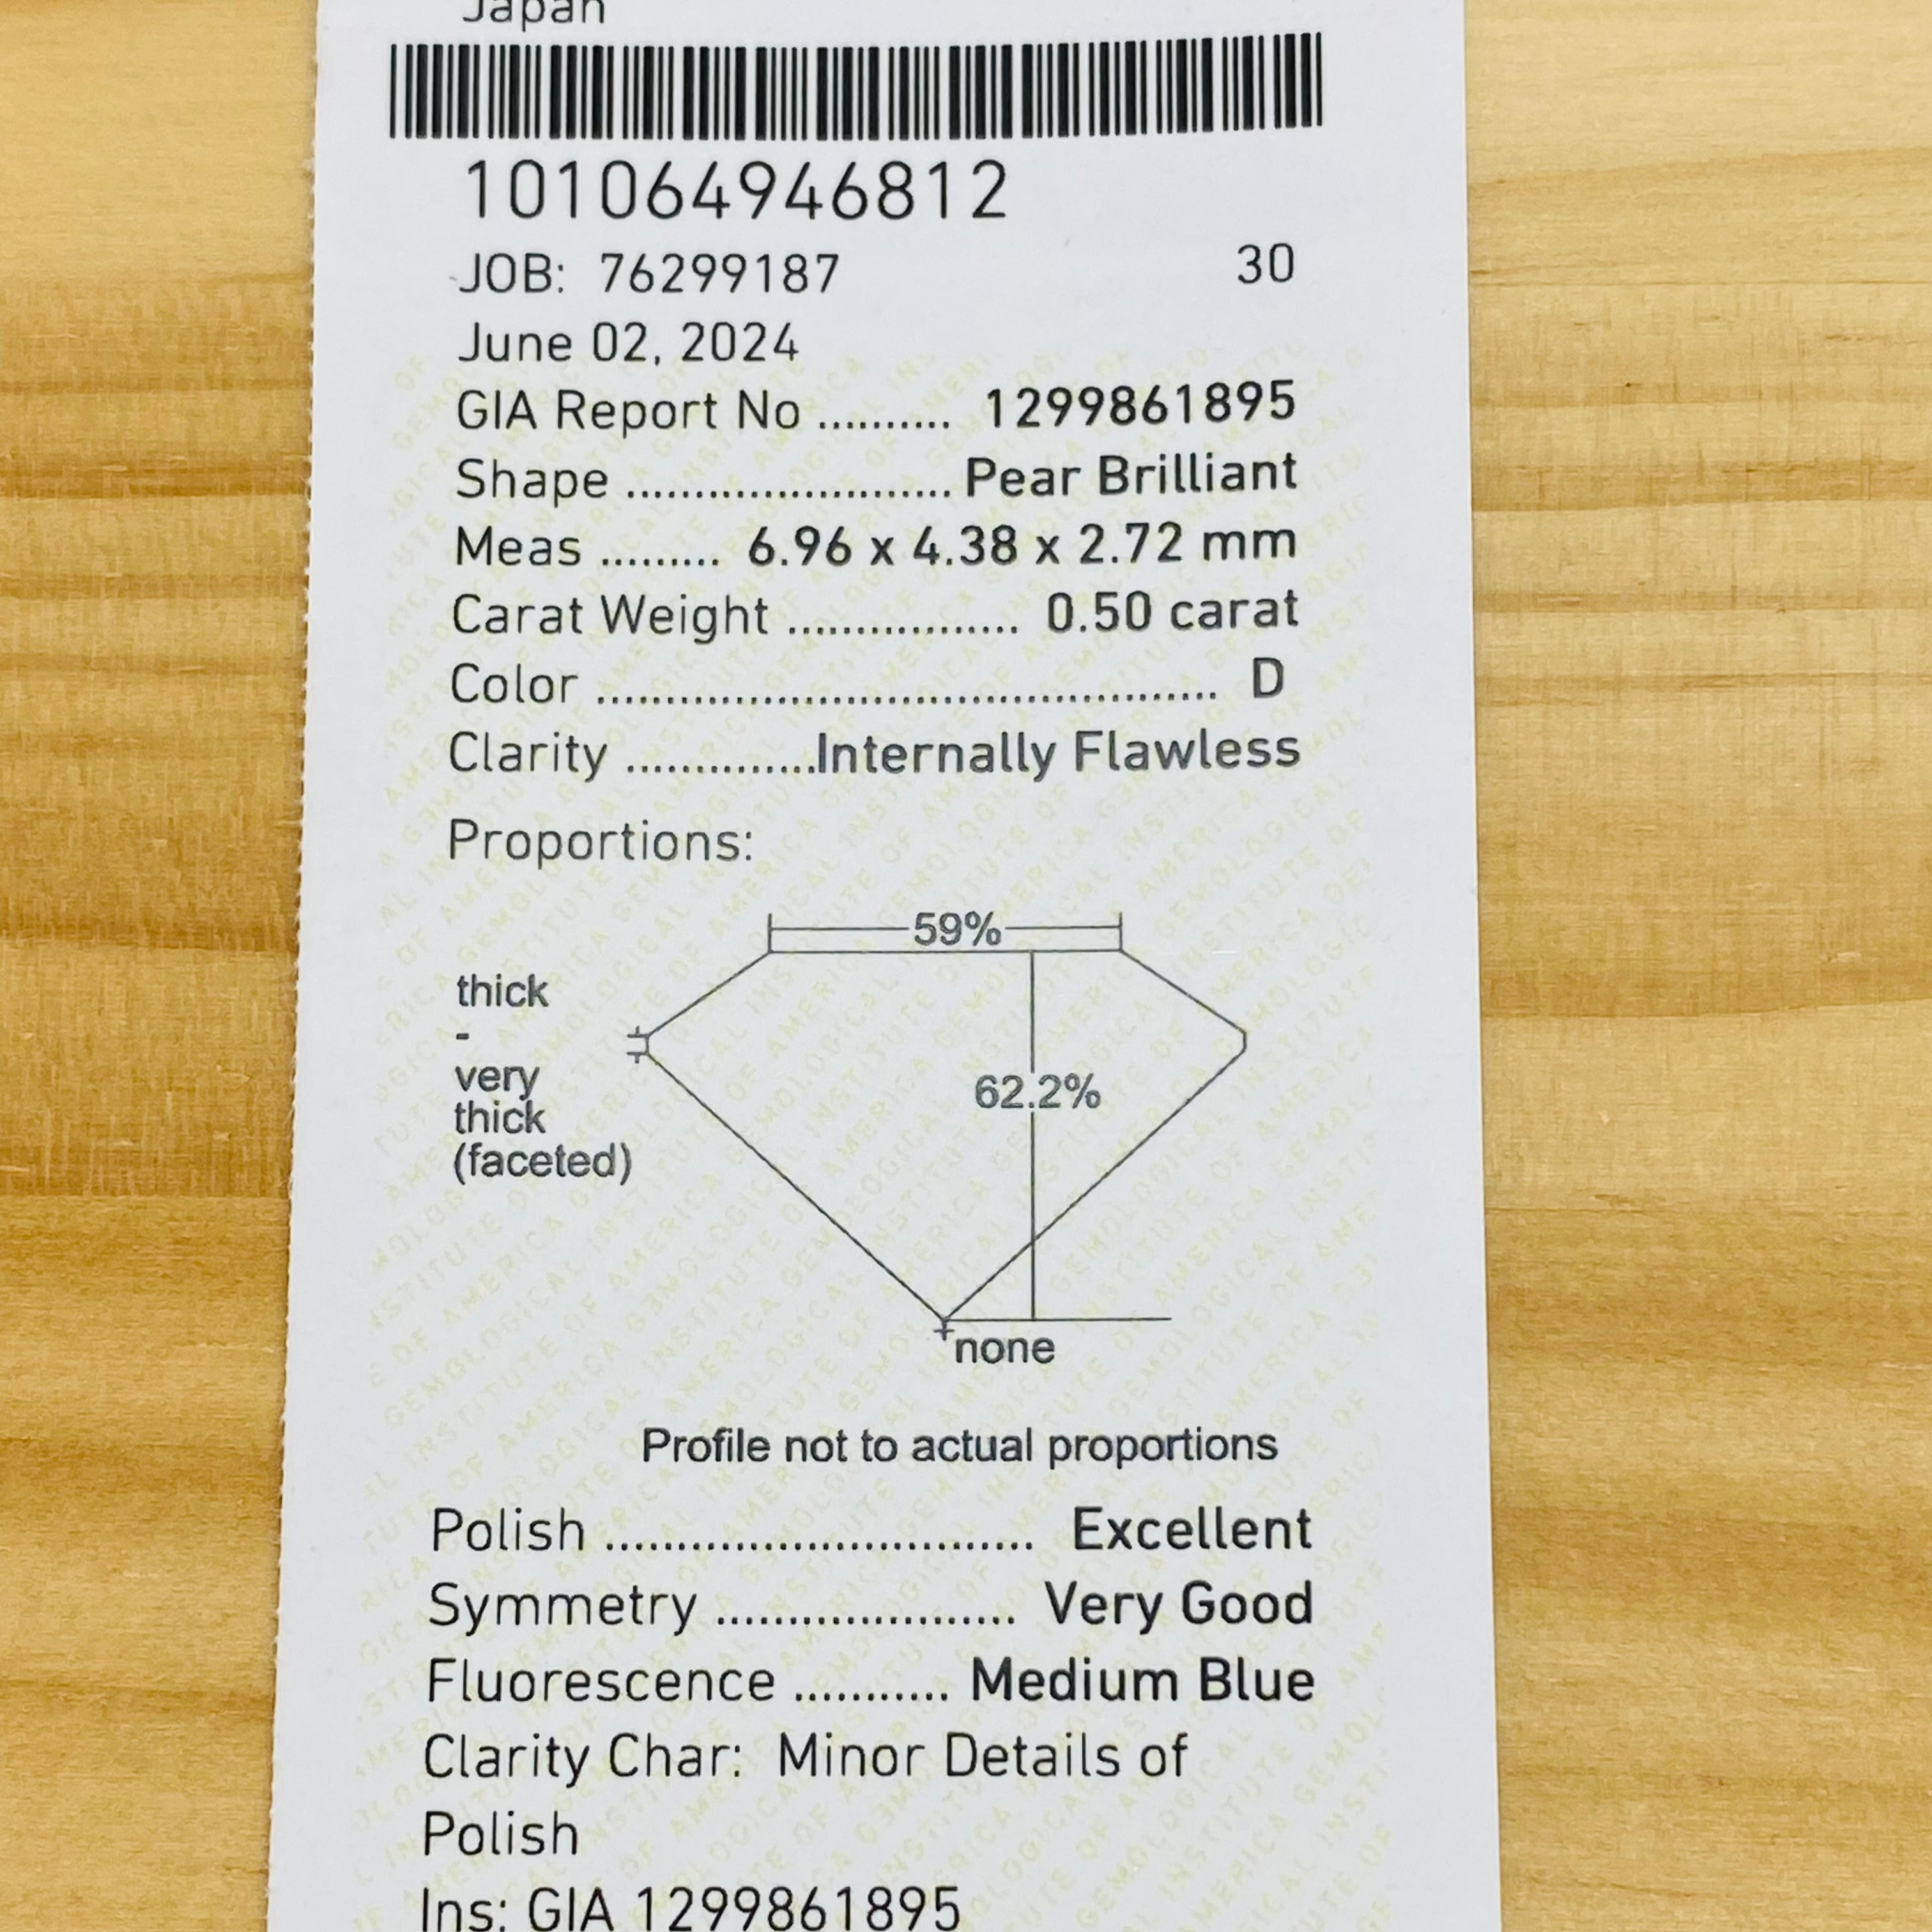 Japan
101064946812
JOB: 76299187 30
June 02, 2024
GIA Report No .......... 1299861895
Shape ........................ Pear Brilliant
Meas ......... 6.96 x 4.38 x 2.72 mm
Carat Weight ................. 0.50 carat
Color ............................................. D
Clarity ..............Internally Flawless
Proportions:
59%
thick
-
very
thick
(faceted)
62.2%
none
Profile not to actual proportions
Polish .............................. Excellent
Symmetry ..................... Very Good
Fluorescence ........... Medium Blue
Clarity Char: Minor Details of
Polish
Ins: GIA 1299861895